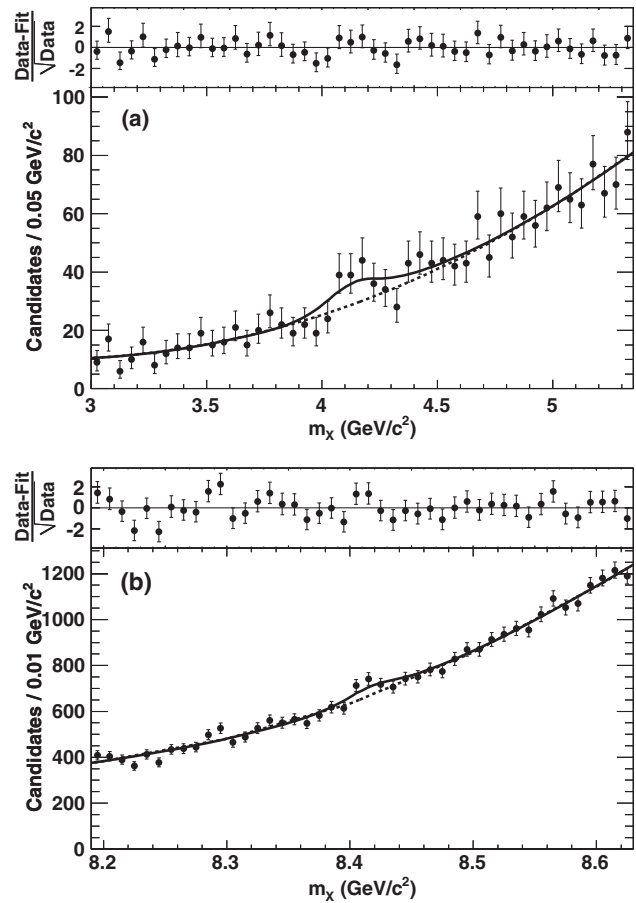 Data-Fit
√Data
2
0
-2
(a)
Candidates / 0.05 GeV/c²
100
80
60
40
20
0
3 3.5 4 4.5 5
m_X (GeV/c²)
Data-Fit
√Data
2
0
-2
(b)
Candidates / 0.01 GeV/c²
1200
1000
800
600
400
200
0
8.2 8.3 8.4 8.5 8.6
m_X (GeV/c²)